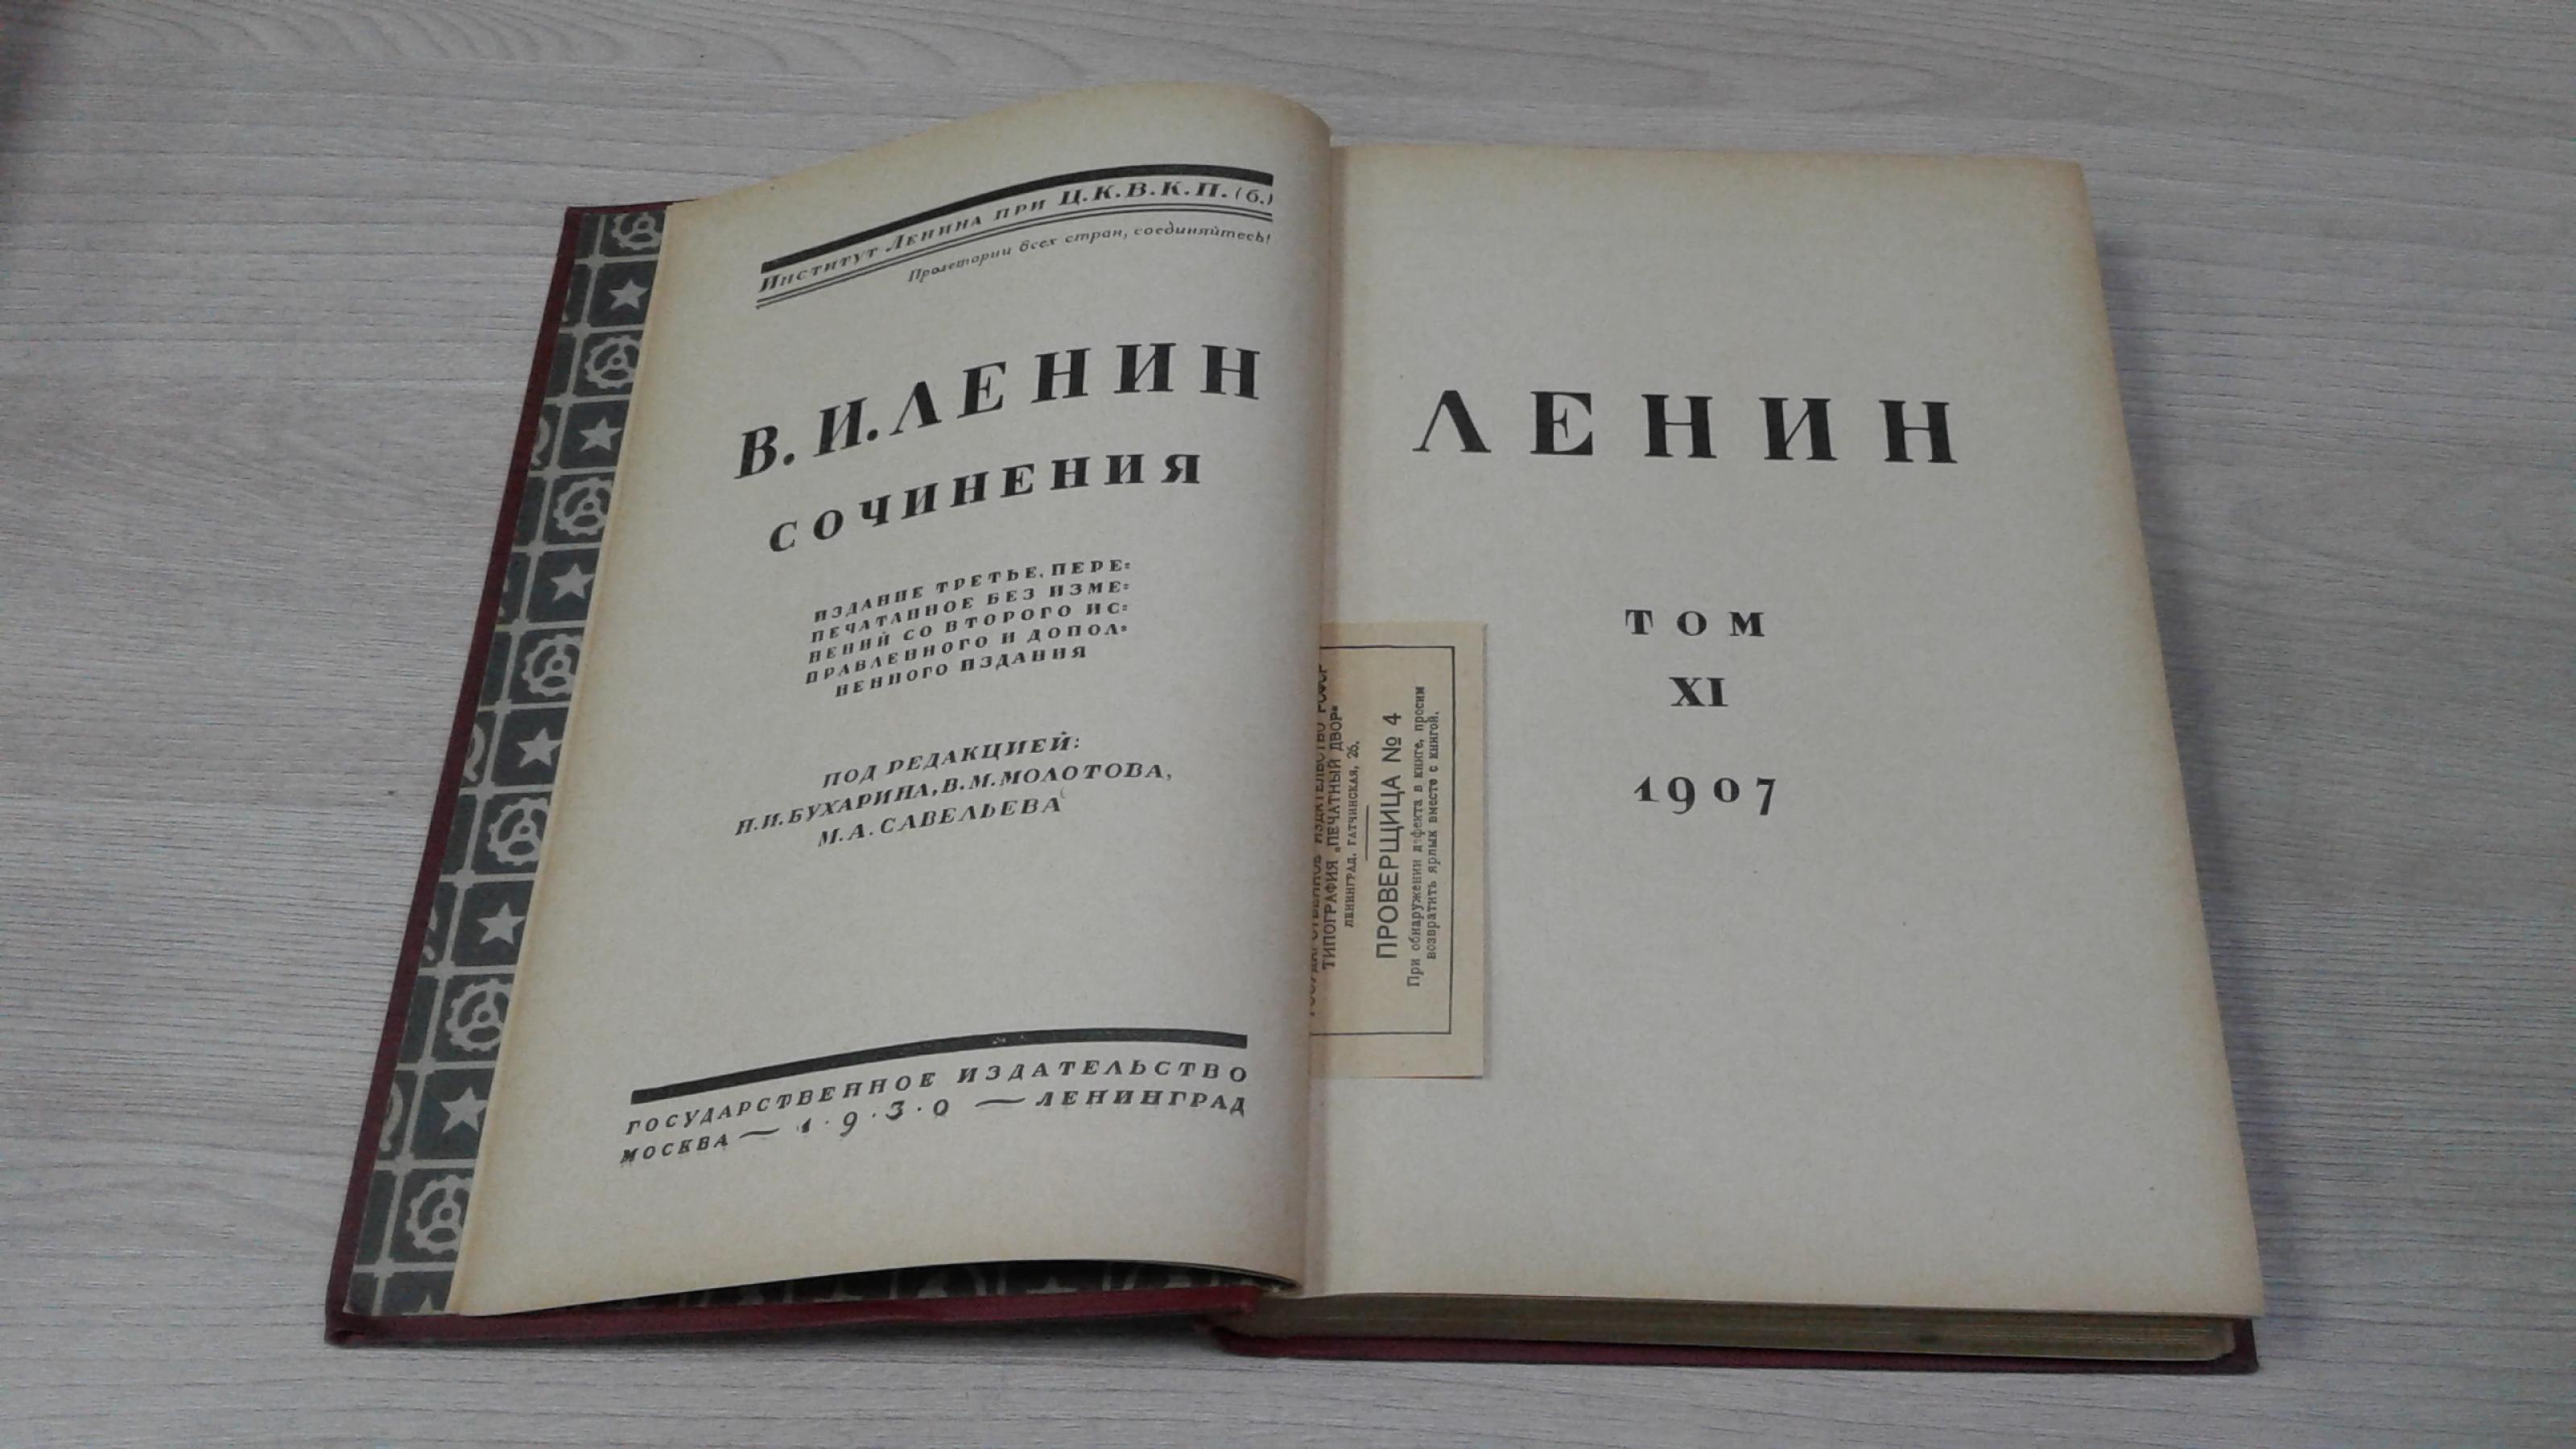 Институт Ленина при Ц.К.В.К.П.(б.)
Пролетарии всех стран, соединяйтесь!
В. И. ЛЕНИН
СОЧИНЕНИЯ
ИЗДАНИЕ ТРЕТЬЕ, ПЕРЕ=
ПЕЧАТАННОЕ БЕЗ ИЗМЕ=
НЕНИЙ СО ВТОРОГО ИС=
ПРАВЛЕННОГО И ДОПОЛ=
НЕННОГО ИЗДАНИЯ
ПОД РЕДАКЦИЕЙ:
Н.И.БУХАРИНА, В.М.МОЛОТОВА,
М.А.САВЕЛЬЕВА
ГОСУДАРСТВЕННОЕ ИЗДАТЕЛЬСТВО
МОСКВА — 1·9·3·0 — ЛЕНИНГРАД
ЛЕНИН
ТОМ
XI
1907
ГОСУДАРСТВЕННОЕ ИЗДАТЕЛЬСТВО РСФСР
ТИПОГРАФИЯ „ПЕЧАТНЫЙ ДВОР“
ЛЕНИНГРАД. ГАТЧИНСКАЯ, 26.
ПРОВЕРЩИЦА № 4
При обнаружении дефекта в книге, просим
возвратить ярлык вместе с книгой.